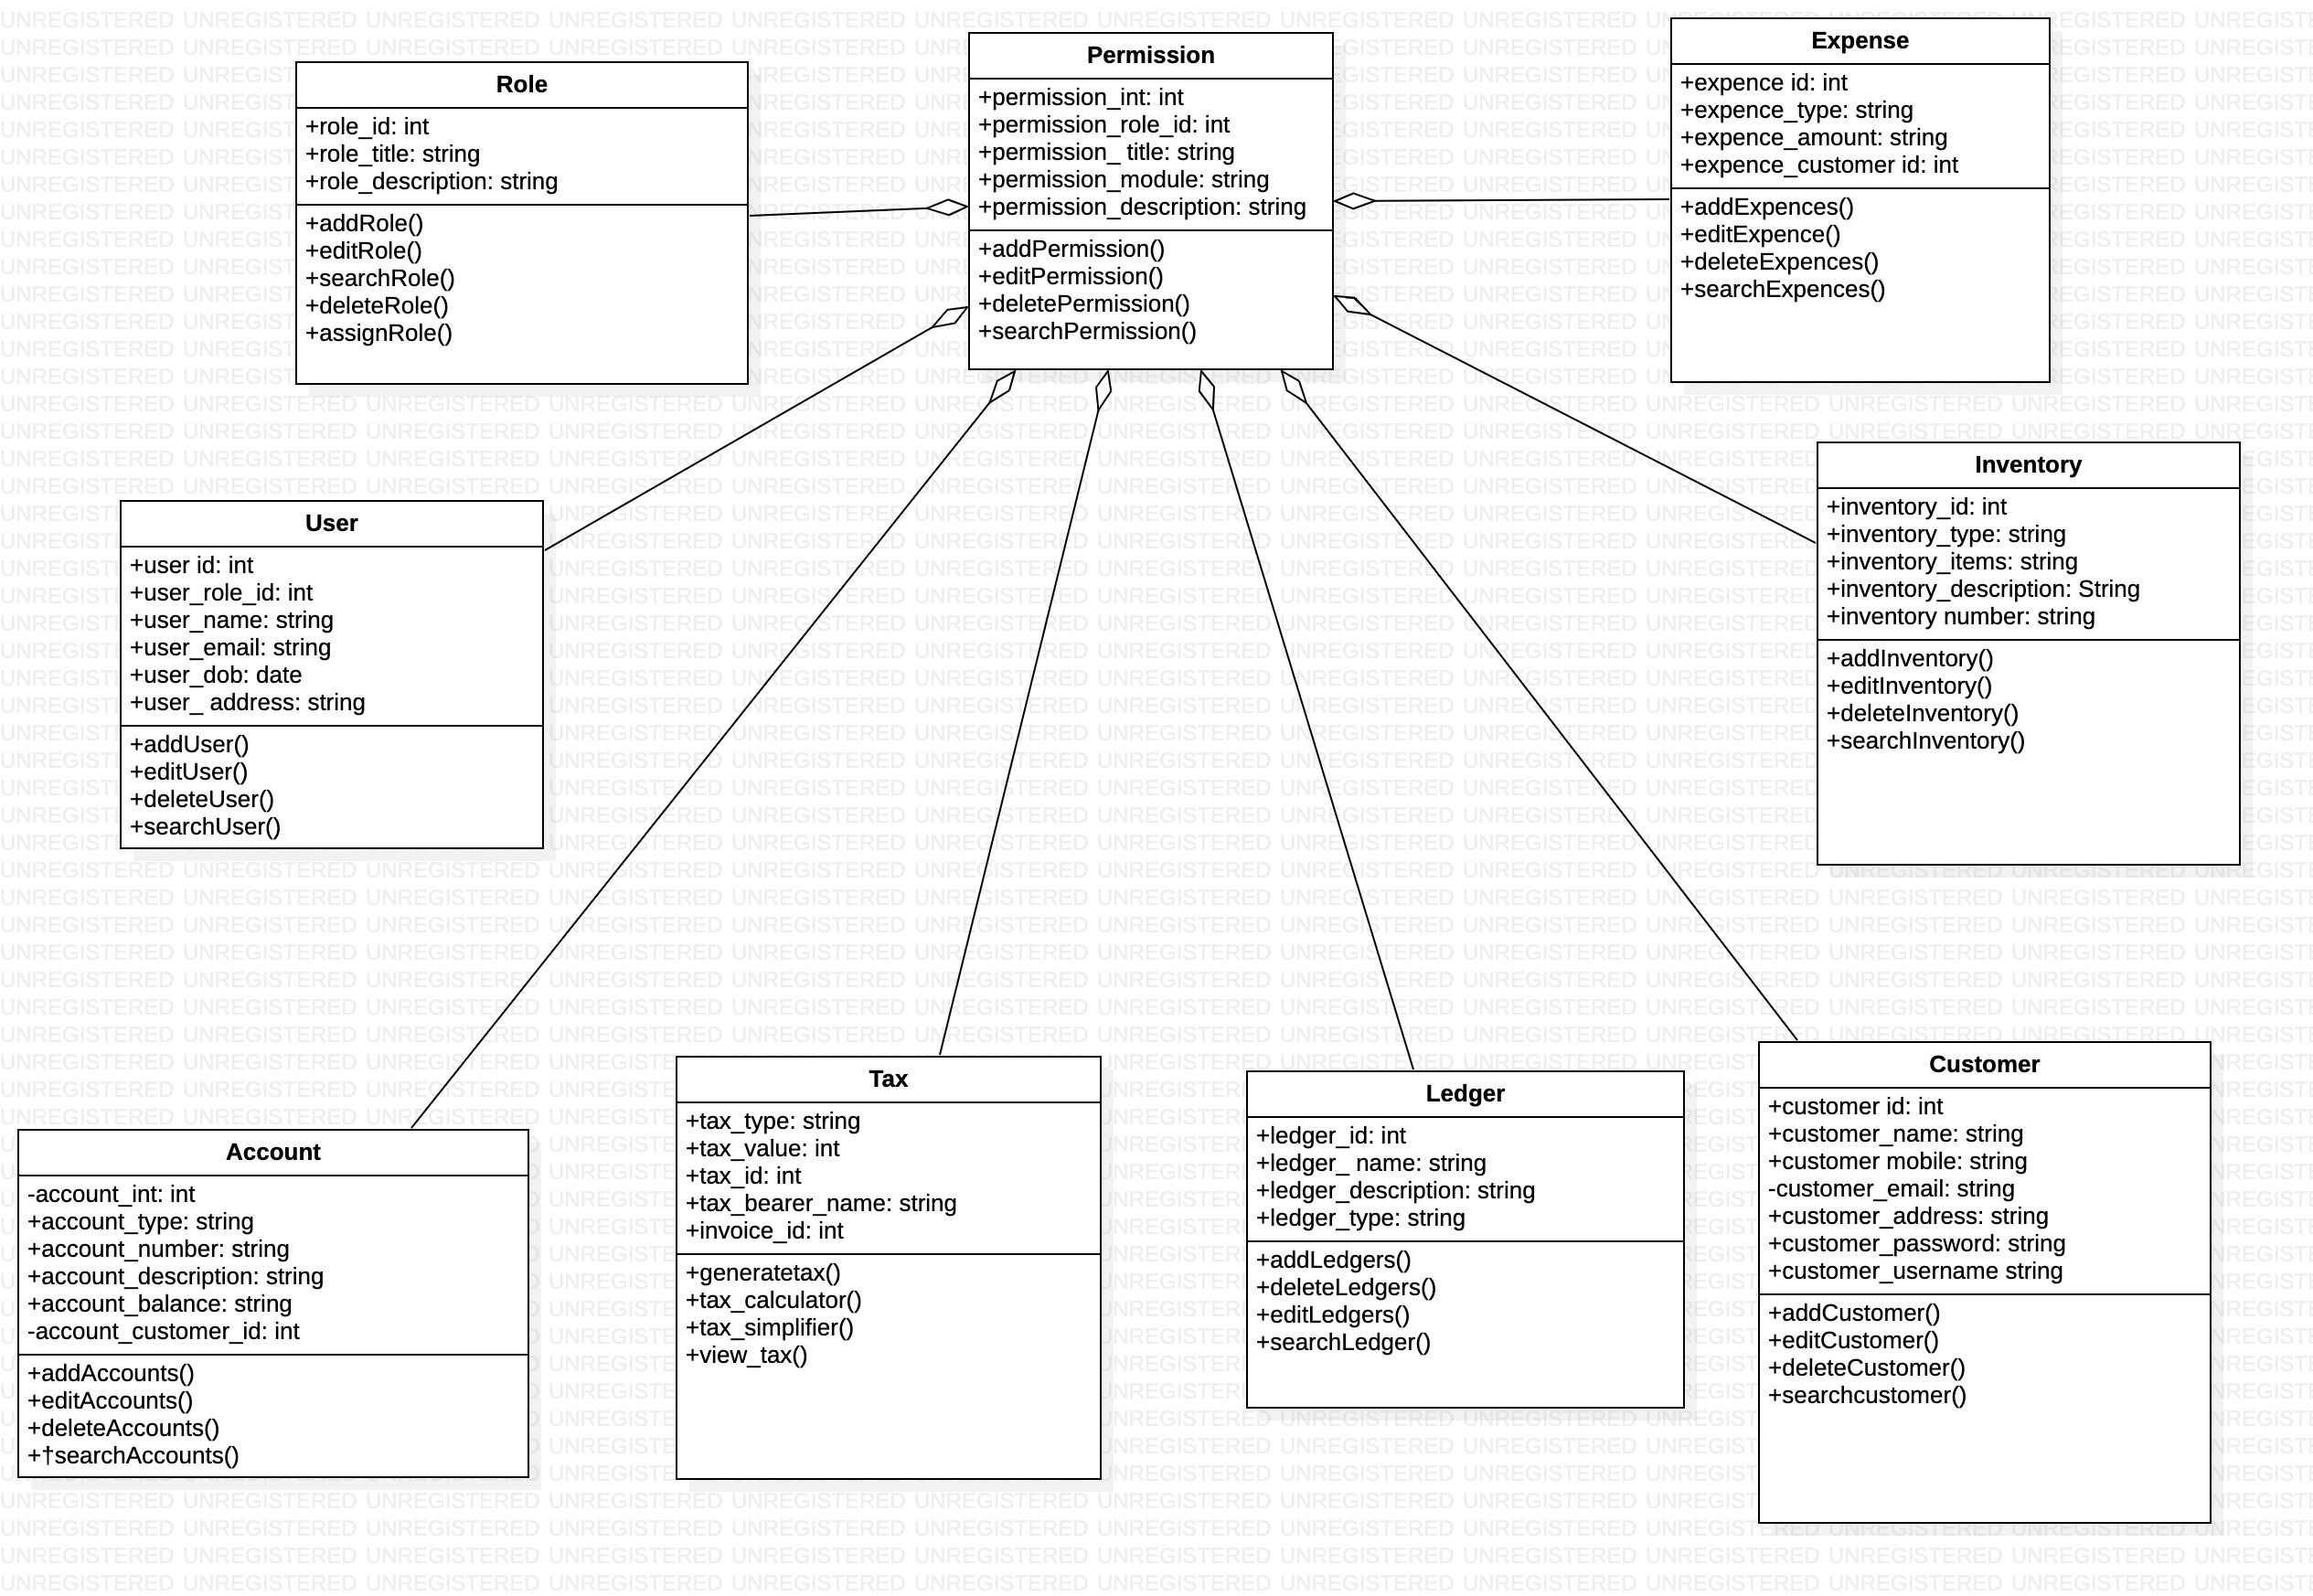 Role
+role_id: int
+role_title: string
+role_description: string
+addRole()
+editRole()
+searchRole()
+deleteRole()
+assignRole()
Permission
+permission_int: int
+permission_role_id: int
+permission_ title: string
+permission_module: string
+permission_description: string
+addPermission()
+editPermission()
+deletePermission()
+searchPermission()
Expense
+expence id: int
+expence_type: string
+expence_amount: string
+expence_customer id: int
+addExpences()
+editExpence()
+deleteExpences()
+searchExpences()
User
+user id: int
+user_role_id: int
+user_name: string
+user_email: string
+user_dob: date
+user_ address: string
+addUser()
+editUser()
+deleteUser()
+searchUser()
Inventory
+inventory_id: int
+inventory_type: string
+inventory_items: string
+inventory_description: String
+inventory number: string
+addInventory()
+editInventory()
+deleteInventory()
+searchInventory()
Account
-account_int: int
+account_type: string
+account_number: string
+account_description: string
+account_balance: string
-account_customer_id: int
+addAccounts()
+editAccounts()
+deleteAccounts()
+†searchAccounts()
Tax
+tax_type: string
+tax_value: int
+tax_id: int
+tax_bearer_name: string
+invoice_id: int
+generatetax()
+tax_calculator()
+tax_simplifier()
+view_tax()
Ledger
+ledger_id: int
+ledger_ name: string
+ledger_description: string
+ledger_type: string
+addLedgers()
+deleteLedgers()
+editLedgers()
+searchLedger()
Customer
+customer id: int
+customer_name: string
+customer mobile: string
-customer_email: string
+customer_address: string
+customer_password: string
+customer_username string
+addCustomer()
+editCustomer()
+deleteCustomer()
+searchcustomer()
UNREGISTERED